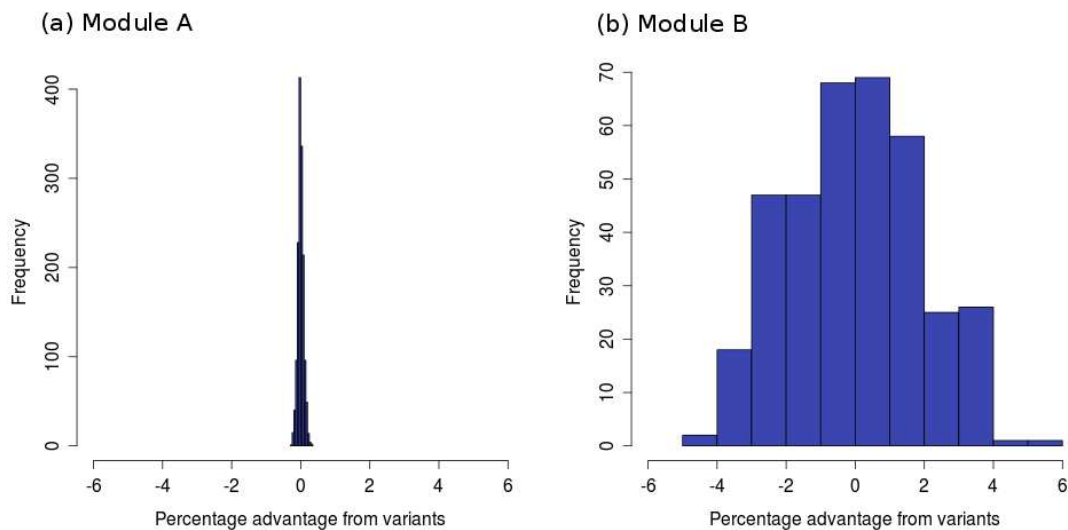 (a) Module A
Frequency
0 100 200 300 400
-6 -4 -2 0 2 4 6
Percentage advantage from variants
(b) Module B
Frequency
0 10 20 30 40 50 60 70
-6 -4 -2 0 2 4 6
Percentage advantage from variants